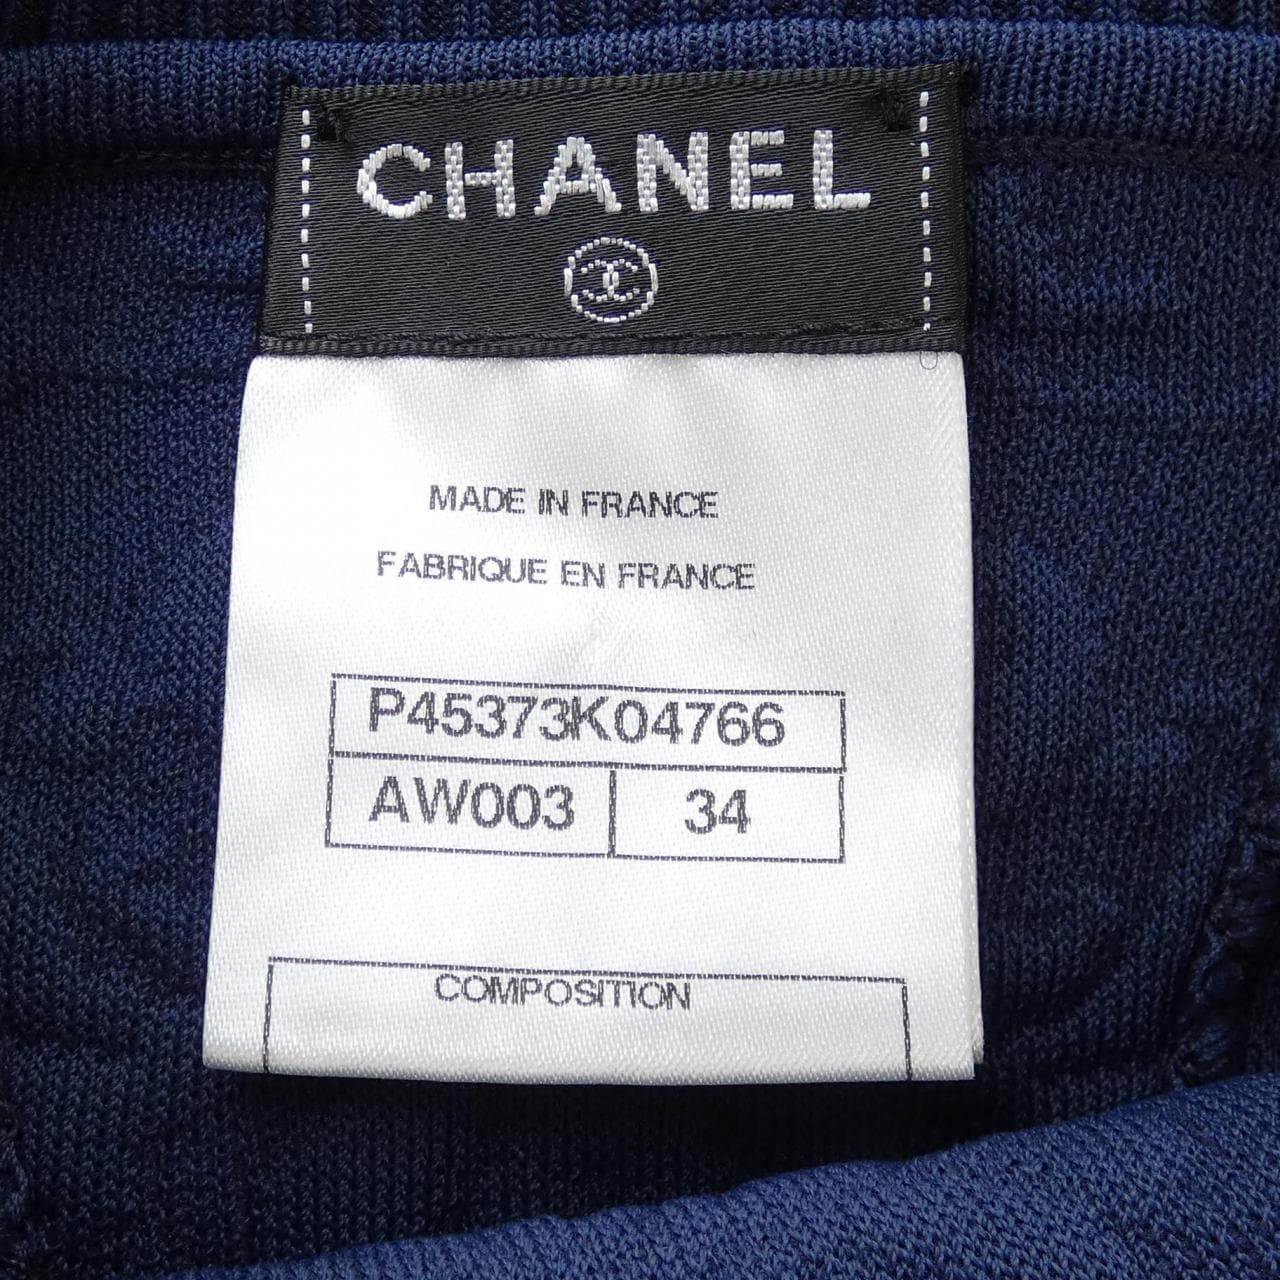 CHANEL
MADE IN FRANCE
FABRIQUE EN FRANCE
P45373K04766
AW003 34
COMPOSITION